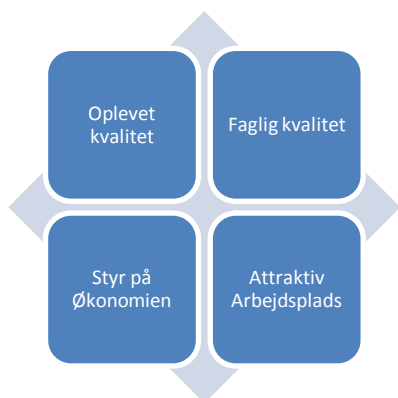 Oplevet
kvalitet
Faglig kvalitet
Styr på
Økonomien
Attraktiv
Arbejdsplads